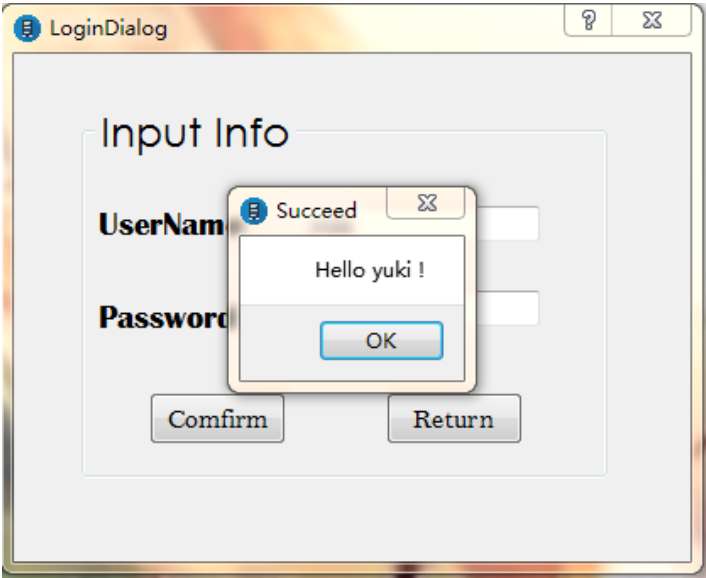 LoginDialog
Input Info
Succeed
UserNam
Hello yuki !
Password
OK
Comfirm
Return